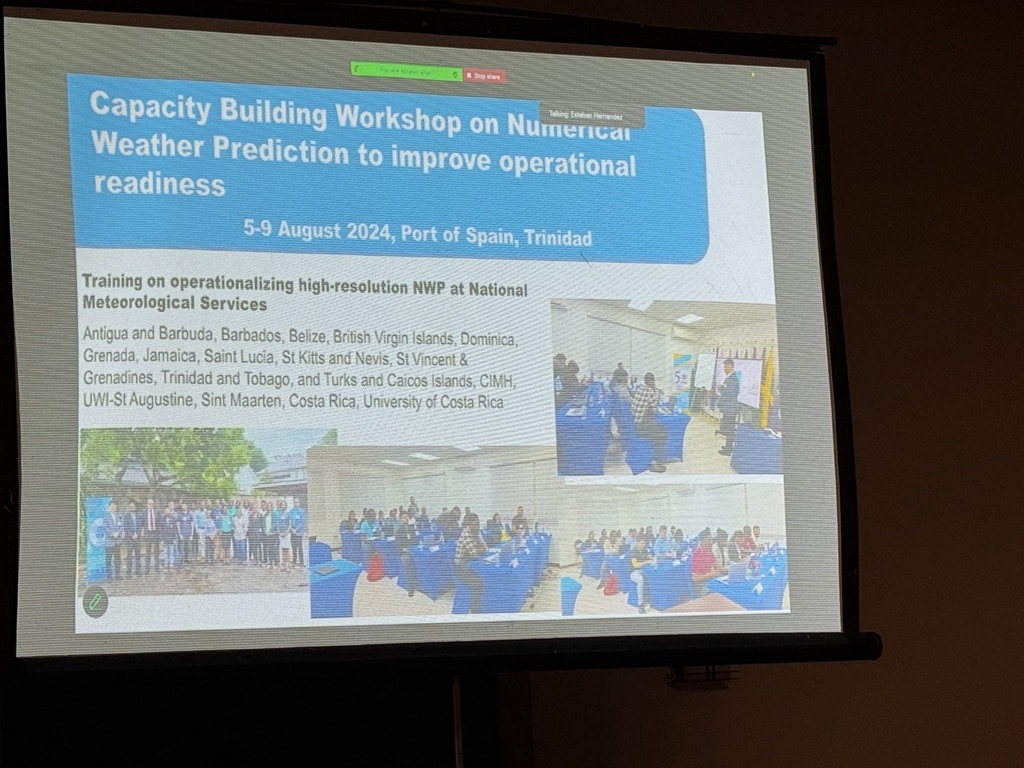 Stop share
Talking: Esteban Hernandez
Capacity Building Workshop on Numerical
Weather Prediction to improve operational
readiness
5-9 August 2024, Port of Spain, Trinidad
Training on operationalizing high-resolution NWP at National
Meteorological Services
Antigua and Barbuda, Barbados, Belize, British Virgin Islands, Dominica,
Grenada, Jamaica, Saint Lucia, St Kitts and Nevis, St Vincent &
Grenadines, Trinidad and Tobago, and Turks and Caicos Islands, CIMH,
UWI-St Augustine, Sint Maarten, Costa Rica, University of Costa Rica